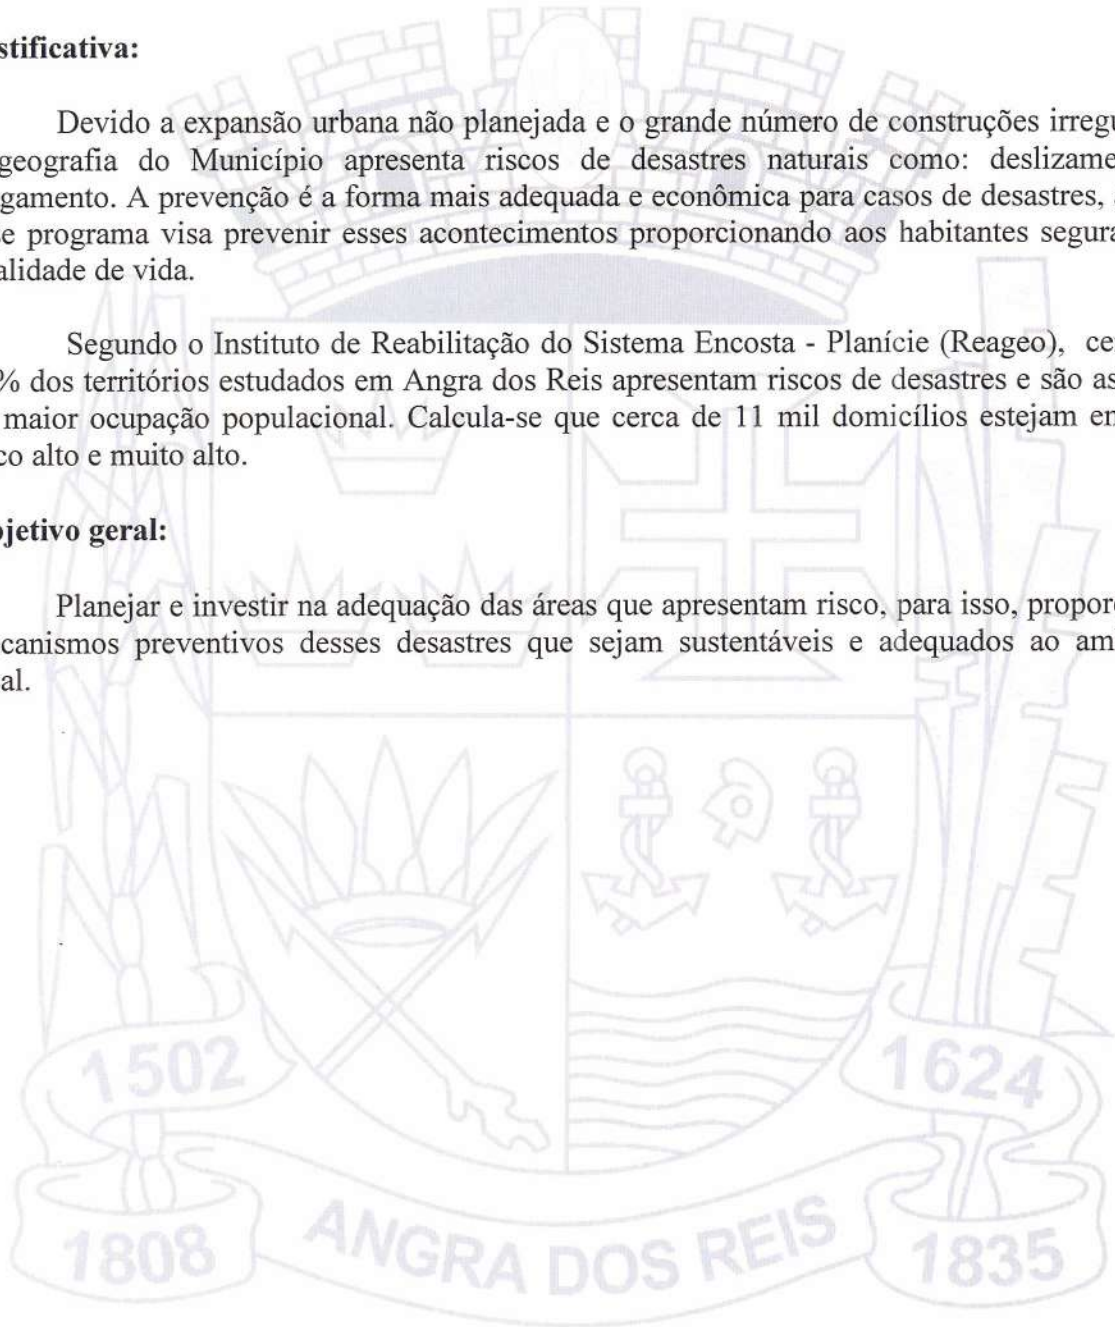 stificativa:
Devido a expansão urbana não planejada e o grande número de construções irregu
geografia do Município apresenta riscos de desastres naturais como: deslizame
gamento. A prevenção é a forma mais adequada e econômica para casos de desastres,
se programa visa prevenir esses acontecimentos proporcionando aos habitantes segura
alidade de vida.
Segundo o Instituto de Reabilitação do Sistema Encosta - Planície (Reageo), ce
% dos territórios estudados em Angra dos Reis apresentam riscos de desastres e são as
maior ocupação populacional. Calcula-se que cerca de 11 mil domicílios estejam en
co alto e muito alto.
jetivo geral:
Planejar e investir na adequação das áreas que apresentam risco, para isso, propor
canismos preventivos desses desastres que sejam sustentáveis e adequados ao am
al.
1502
1624
1808
ANGRA DOS REIS
1835